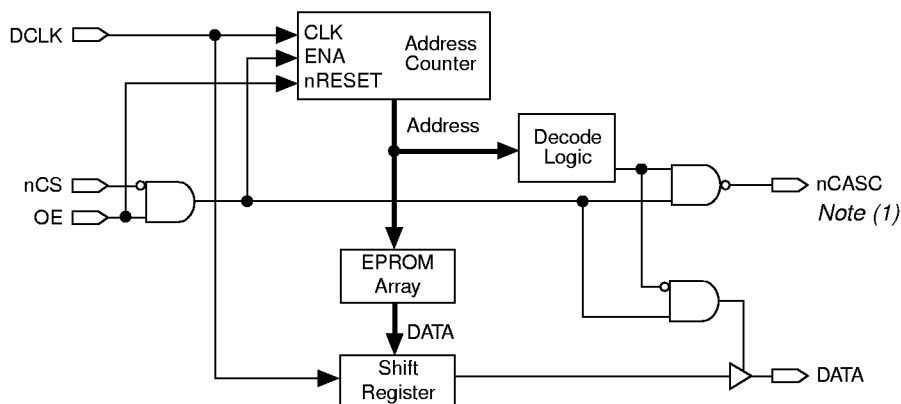 DCLK
CLK
ENA
nRESET
Address
Counter
Address
Decode
Logic
nCS
OE
nCASC
Note (1)
EPROM
Array
DATA
Shift
Register
DATA